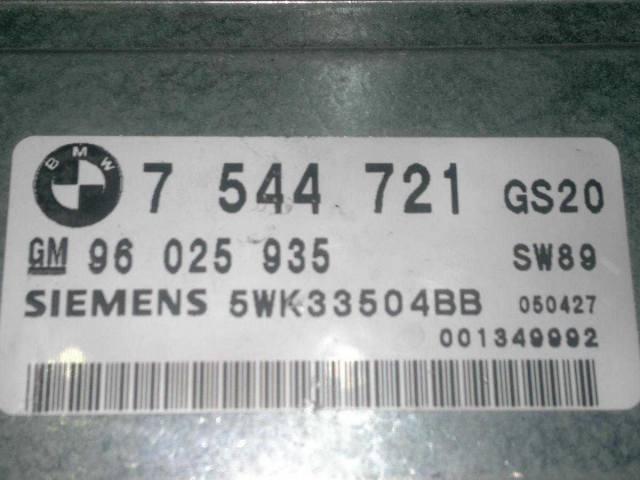 BMW 7 544 721 GS20
GM 96 025 935 SW89
SIEMENS 5WK33504BB 050427
001349992